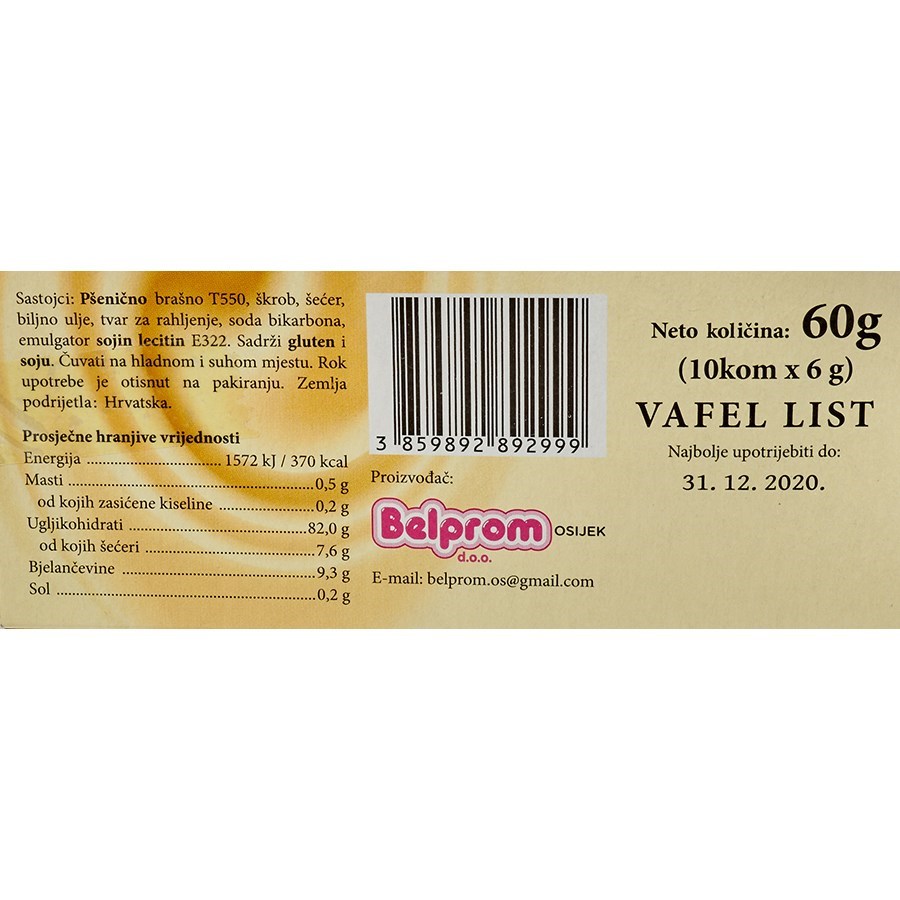 Sastojci: Pšenično brašno T550, škrob, šećer,
biljno ulje, tvar za rahljenje, soda bikarbona,
emulgator sojin lecitin E322. Sadrži gluten i
soju. Čuvati na hladnom i suhom mjestu. Rok
upotrebe je otisnut na pakiranju. Zemlja
podrijetla: Hrvatska.
Prosječne hranjive vrijednosti
Energija .......................... 1572 kJ / 370 kcal
Masti ..................................................0,5 g
od kojih zasićene kiseline ...................0,2 g
Ugljikohidrati .....................................82,0 g
od kojih šećeri ..................................7,6 g
Bjelančevine .......................................9,3 g
Sol .....................................................0,2 g
3 859892 892999
Proizvođač:
Belprom OSIJEK
d.o.o.
E-mail: belprom.os@gmail.com
Neto količina: 60g
(10kom x 6 g)
VAFEL LIST
Najbolje upotrijebiti do:
31. 12. 2020.